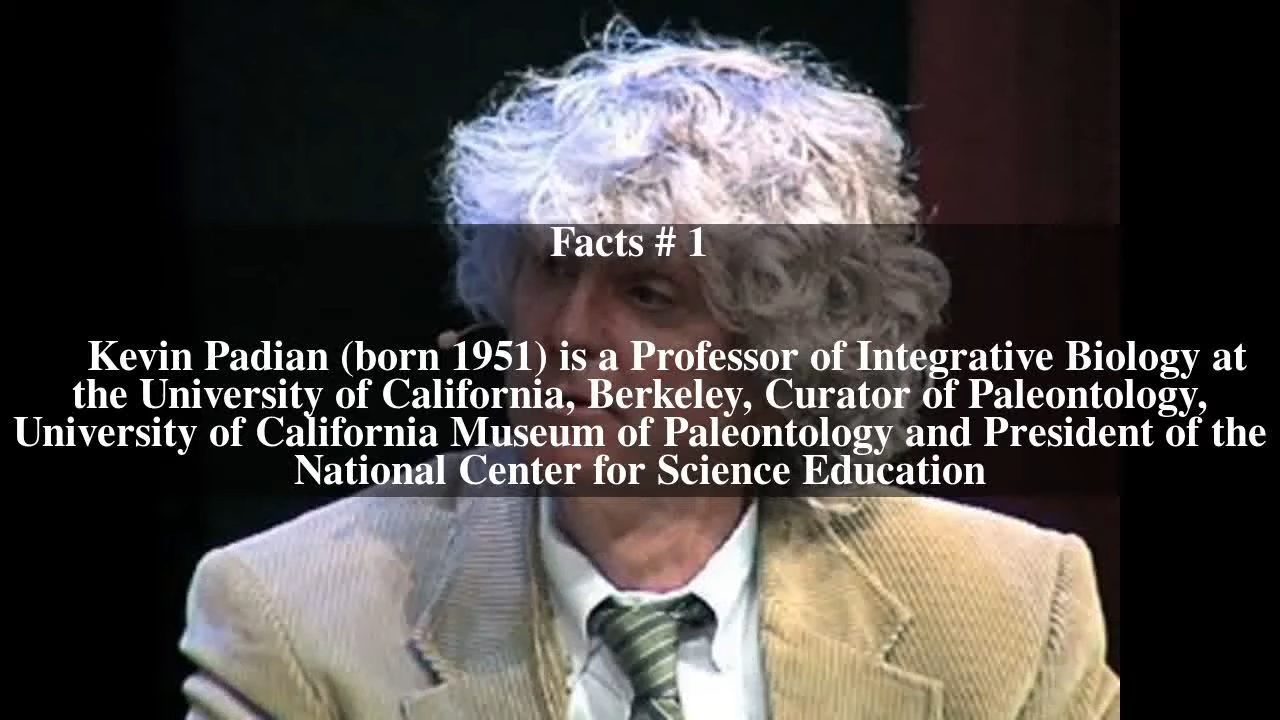 Facts # 1
Kevin Padian (born 1951) is a Professor of Integrative Biology at
the University of California, Berkeley, Curator of Paleontology,
University of California Museum of Paleontology and President of the
National Center for Science Education